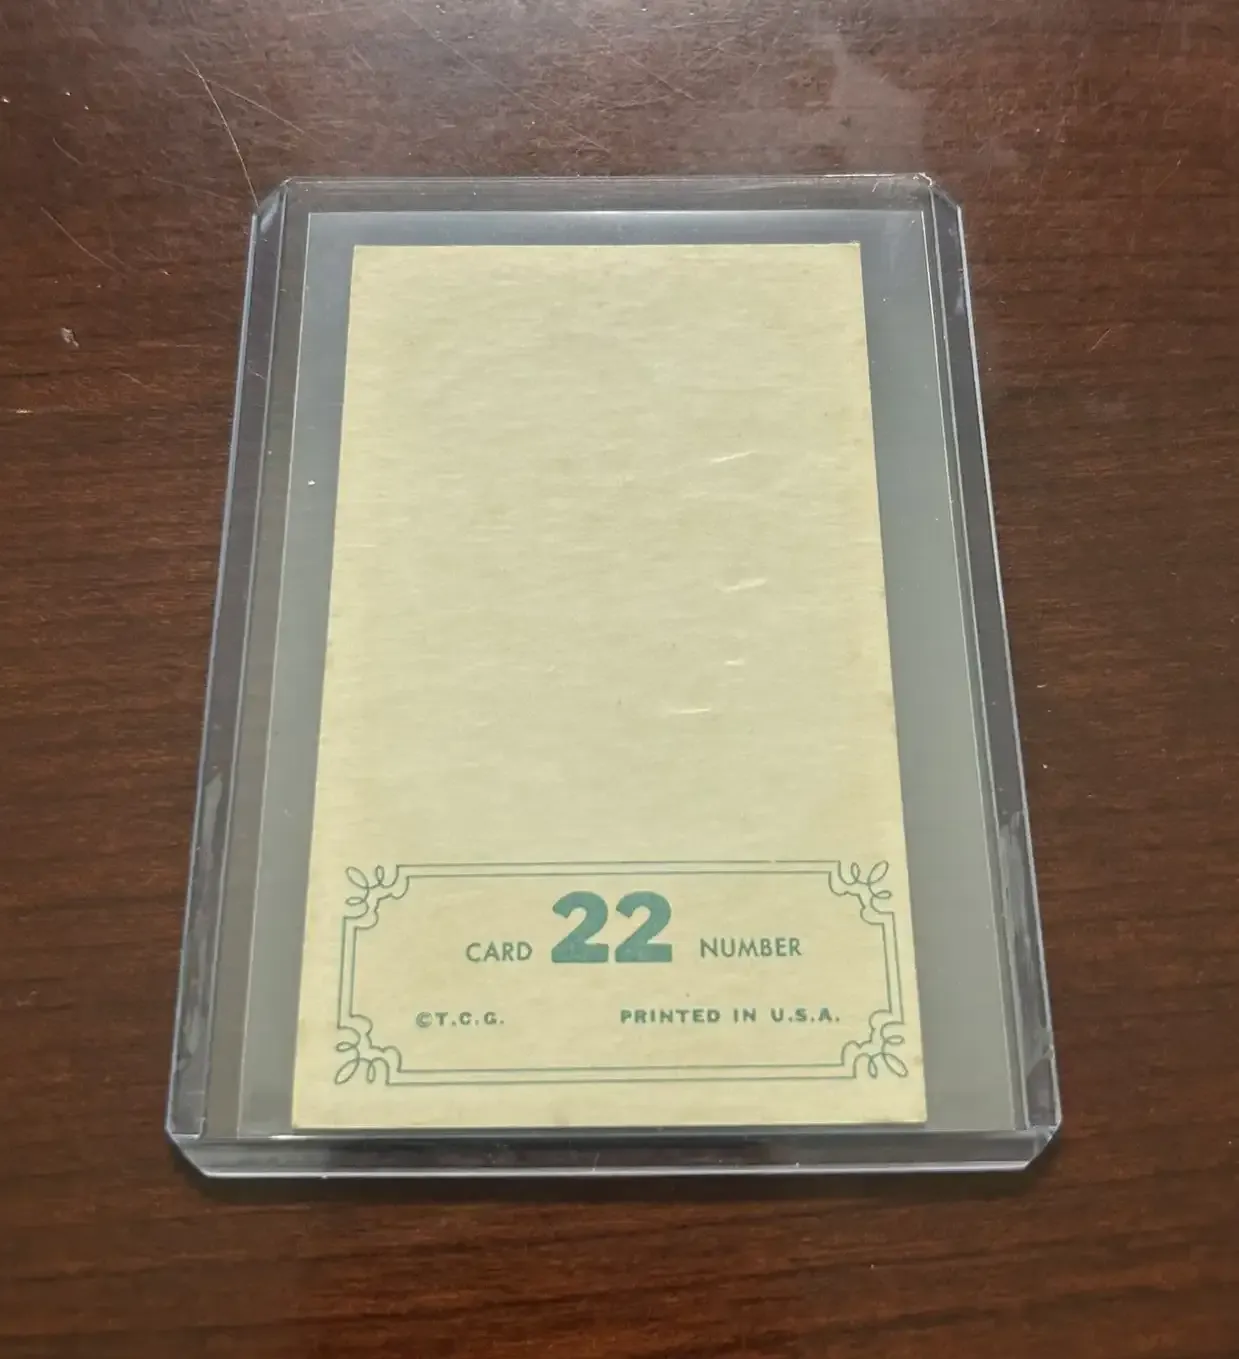 CARD 22 NUMBER
©T.C.G. PRINTED IN U.S.A.